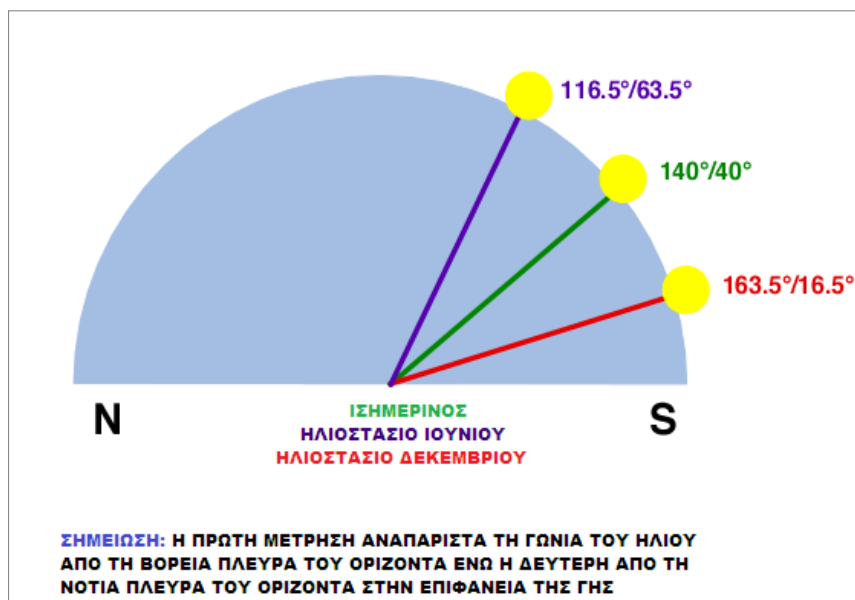 116.5°/63.5°
140°/40°
163.5°/16.5°
N
S
ΙΣΗΜΕΡΙΝΟΣ
ΗΛΙΟΣΤΑΣΙΟ ΙΟΥΝΙΟΥ
ΗΛΙΟΣΤΑΣΙΟ ΔΕΚΕΜΒΡΙΟΥ
ΣΗΜΕΙΩΣΗ: Η ΠΡΩΤΗ ΜΕΤΡΗΣΗ ΑΝΑΠΑΡΙΣΤΑ ΤΗ ΓΩΝΙΑ ΤΟΥ ΗΛΙΟΥ
ΑΠΟ ΤΗ ΒΟΡΕΙΑ ΠΛΕΥΡΑ ΤΟΥ ΟΡΙΖΟΝΤΑ ΕΝΩ Η ΔΕΥΤΕΡΗ ΑΠΟ ΤΗ
ΝΟΤΙΑ ΠΛΕΥΡΑ ΤΟΥ ΟΡΙΖΟΝΤΑ ΣΤΗΝ ΕΠΙΦΑΝΕΙΑ ΤΗΣ ΓΗΣ